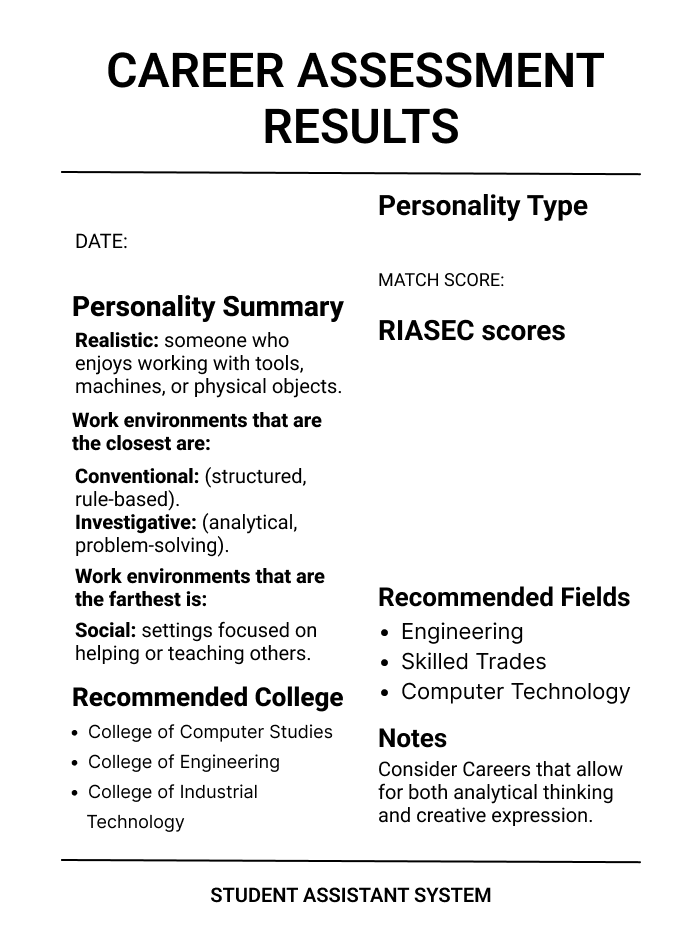 CAREER ASSESSMENT
RESULTS
DATE:
Personality Summary
Realistic: someone who
enjoys working with tools,
machines, or physical objects.
Work environments that are
the closest are:
Conventional: (structured,
rule-based).
Investigative: (analytical,
problem-solving).
Work environments that are
the farthest is:
Social: settings focused on
helping or teaching others.
Recommended College
• College of Computer Studies
• College of Engineering
• College of Industrial
Technology
Personality Type
MATCH SCORE:
RIASEC scores
Recommended Fields
• Engineering
• Skilled Trades
• Computer Technology
Notes
Consider Careers that allow
for both analytical thinking
and creative expression.
STUDENT ASSISTANT SYSTEM